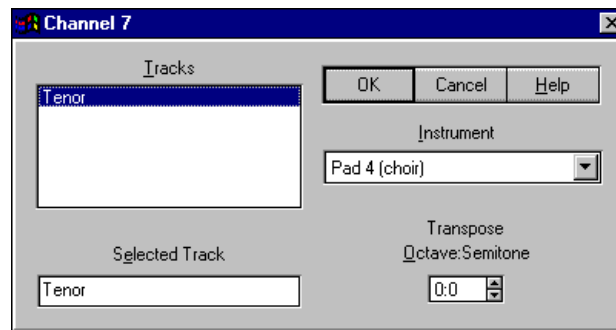 Channel 7
Tracks
Tenor
OK Cancel Help
Instrument
Pad 4 (choir)
Selected Track
Tenor
Transpose
Octave:Semitone
0:0